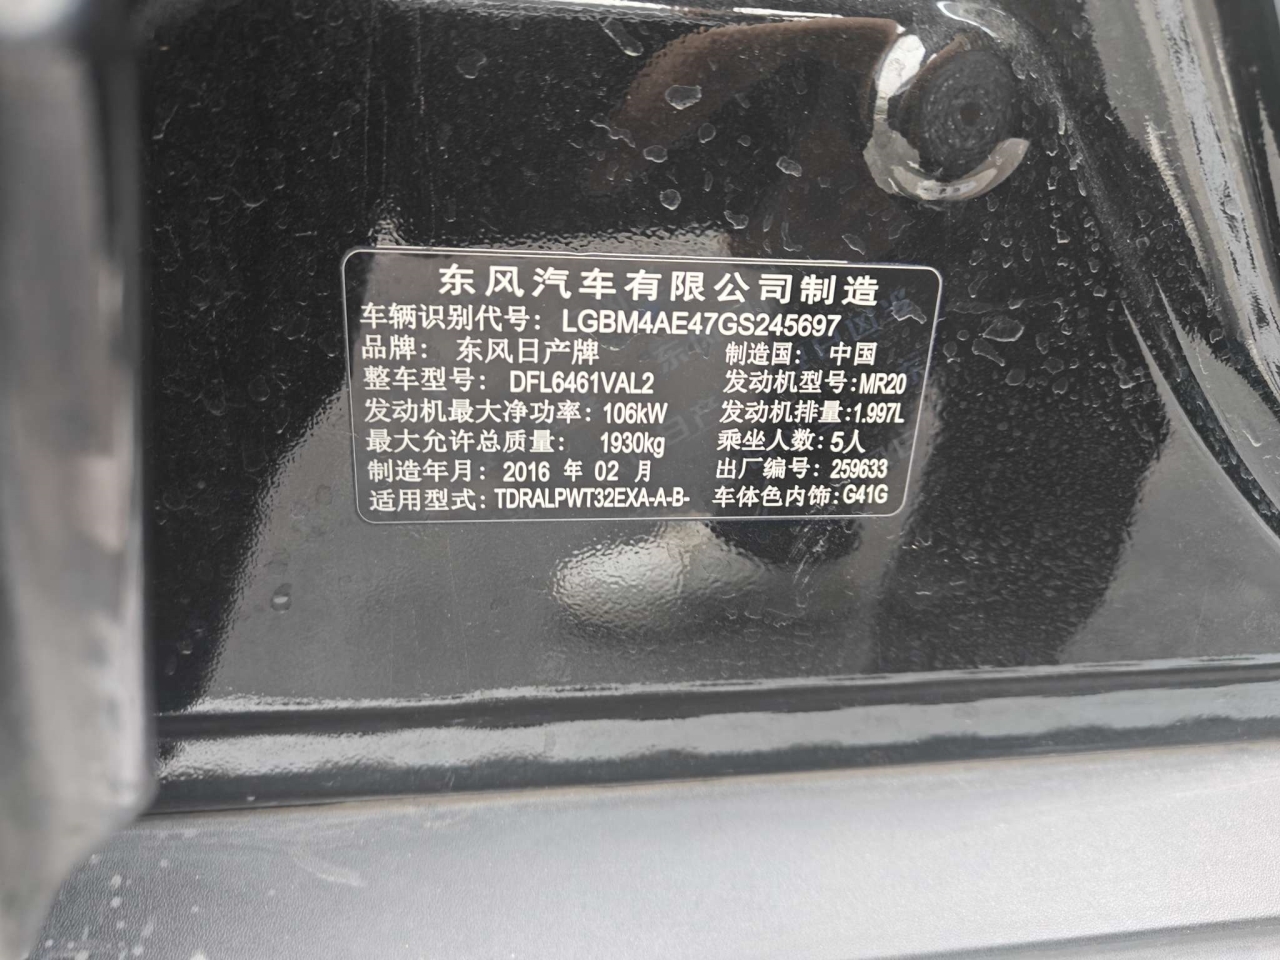 东风汽车有限公司制造
车辆识别代号: LGBM4AE47GS245697
品牌: 东风日产牌 制造国: 中国
整车型号: DFL6461VAL2 发动机型号:MR20
发动机最大净功率: 106kW 发动机排量:1.997L
最大允许总质量: 1930kg 乘坐人数:5人
制造年月: 2016 年 02 月 出厂编号: 259633
适用型式: TDRALPWT32EXA-A-B- 车体色内饰:G41G